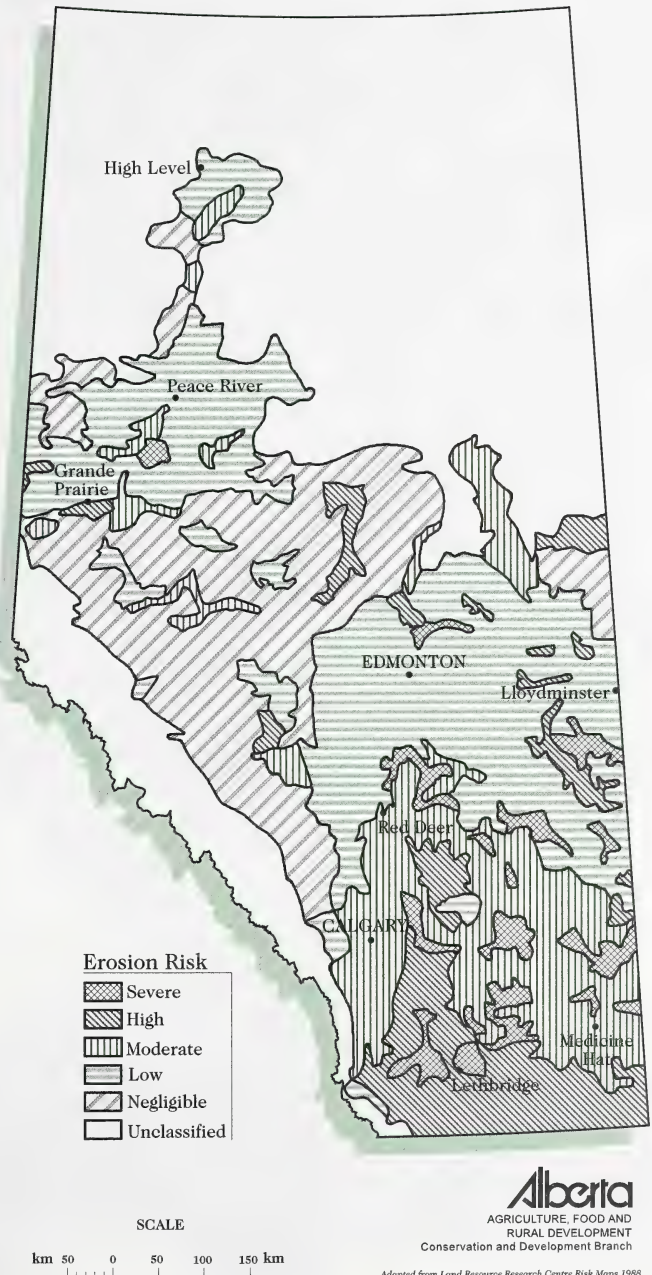 High Level
Peace River
Grande
Prairie
EDMONTON
Lloydminster
Red Deer
CALGARY
Medicine
Hat
Lethbridge
Erosion Risk
Severe
High
Moderate
Low
Negligible
Unclassified
SCALE
km 50 0 50 100 150 km
Alberta
AGRICULTURE, FOOD AND
RURAL DEVELOPMENT
Conservation and Development Branch
Adapted from Land Resource Research Centre Risk Maps 1988